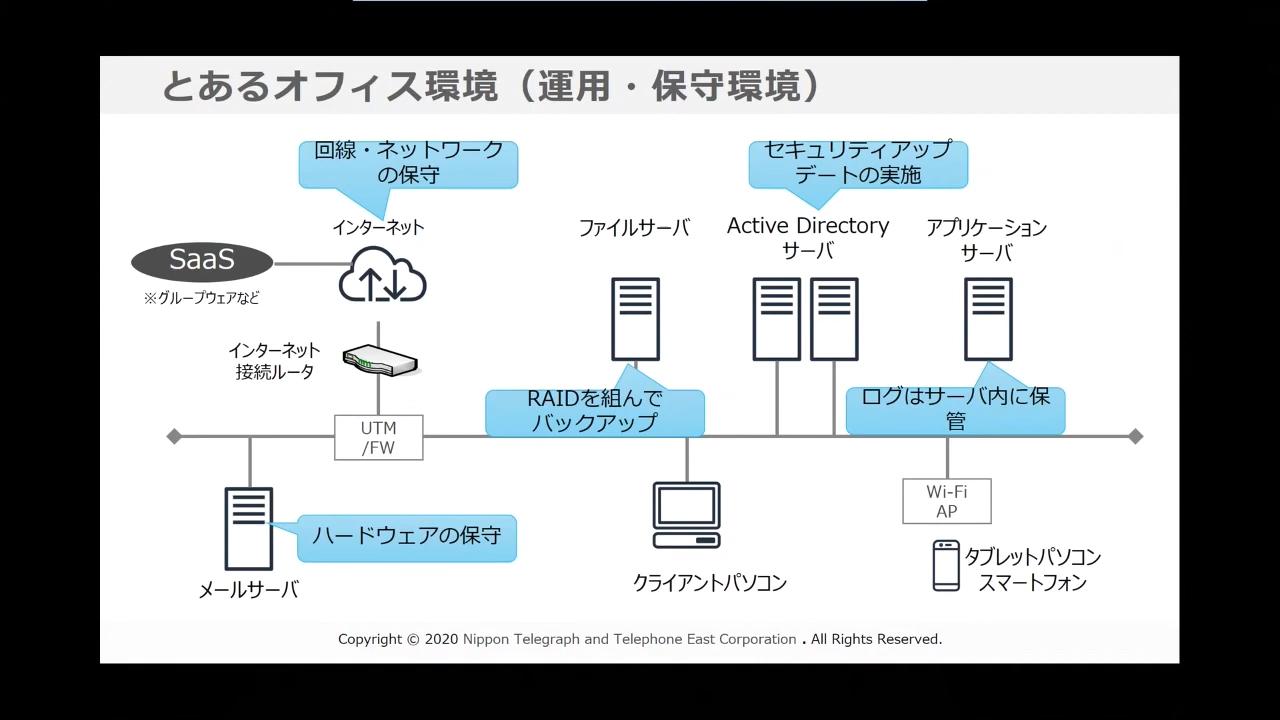 とあるオフィス環境（運用・保守環境）
回線・ネットワーク
の保守
セキュリティアップ
デートの実施
インターネット
ファイルサーバ
Active Directory
サーバ
アプリケーション
サーバ
SaaS
※グループウェアなど
インターネット
接続ルータ
RAIDを組んで
バックアップ
ログはサーバ内に保
管
UTM
/FW
Wi-Fi
AP
ハードウェアの保守
メールサーバ
クライアントパソコン
タブレットパソコン
スマートフォン
Copyright © 2020 Nippon Telegraph and Telephone East Corporation . All Rights Reserved.